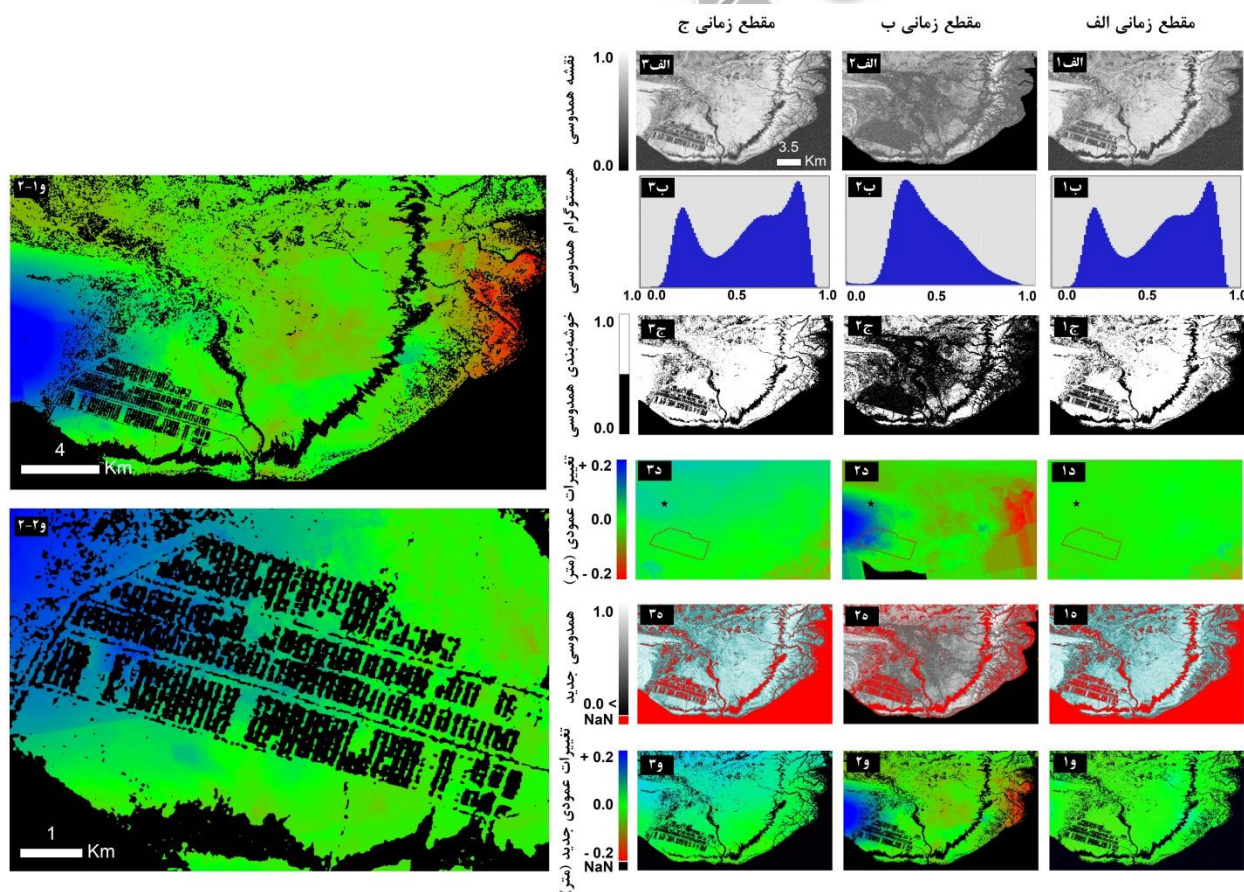 مقطع زمانی الف
مقطع زمانی ب
مقطع زمانی ج
نقشه همدوسی
1.0
0.0
الف۱
الف۲
الف۳
3.5
Km
هیستوگرام همدوسی
ب۱
ب۲
ب۳
0.0 0.5 1.0
0.0 0.5 1.0
0.0 0.5 1.0
خوشه‌بندی همدوسی
1.0
0.0
ج۱
ج۲
ج۳
تغییرات عمودی (متر)
+ 0.2
0.0
- 0.2
د۱
د۲
د۳
همدوسی جدید
1.0
0.0 <
NaN
ه۱
ه۲
ه۳
تغییرات عمودی جدید (متر)
+ 0.2
0.0
- 0.2
NaN
و۱
و۲
و۳
و۱-۲
4
Km
و۲-۲
1
Km